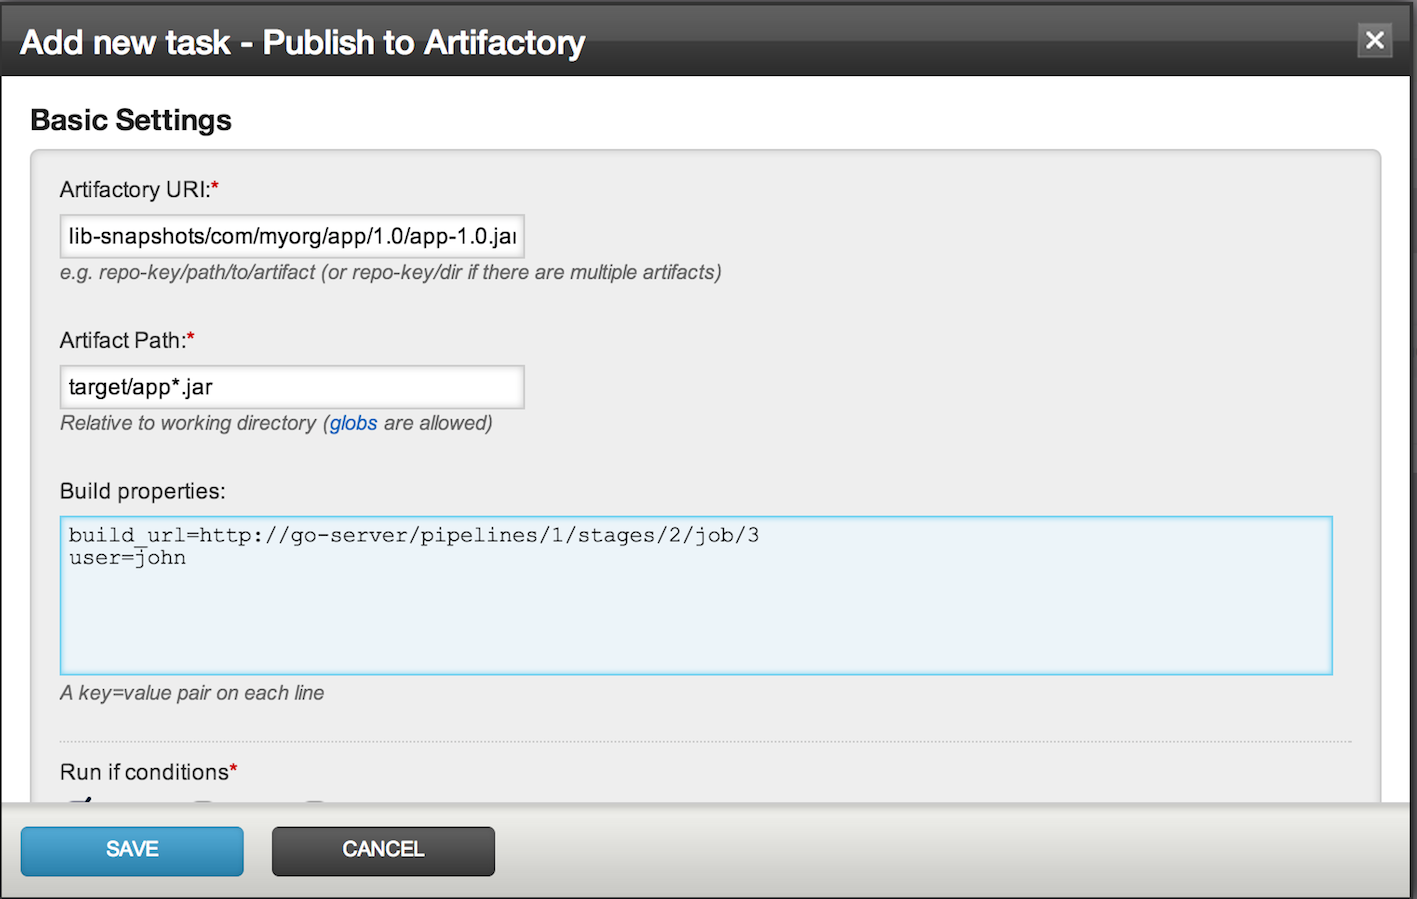 Add new task - Publish to Artifactory
Basic Settings
Artifactory URI:*
lib-snapshots/com/myorg/app/1.0/app-1.0.jar
e.g. repo-key/path/to/artifact (or repo-key/dir if there are multiple artifacts)
Artifact Path:*
target/app*.jar
Relative to working directory (globs are allowed)
Build properties:
build_url=http://go-server/pipelines/1/stages/2/job/3
user=john
A key=value pair on each line
Run if conditions*
SAVE
CANCEL